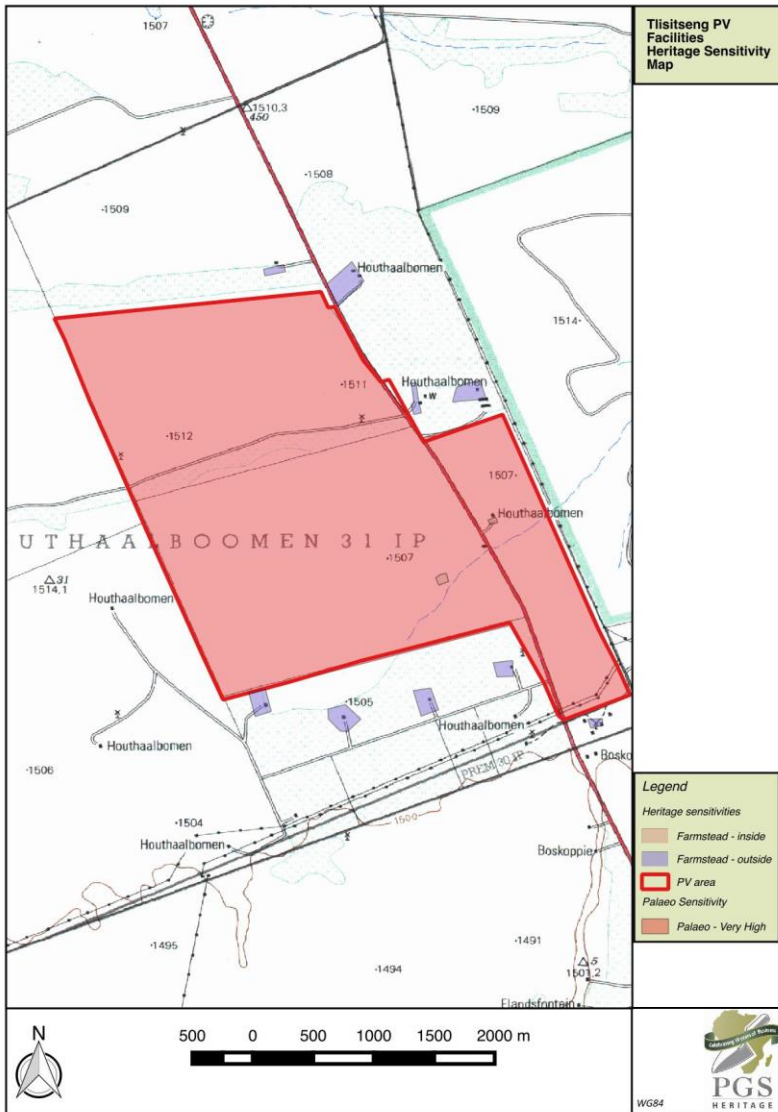 Tlisitseng PV
Facilities
Heritage Sensitivity
Map
1507
1510,3
450
1509
1508
1509
Houthaalbomen
1514
1511
Houthaalbomen
W
1512
1507
Houthaalbomen
UTHAALBOOMEN 31 IP
1507
31
1514,1
Houthaalbomen
1505
Houthaalbomen
Houthaalbomen
1506
PREM 30 IP
Bosko
1504
1500
Houthaalbomen
Boskoppie
1495
1491
1494
5
1501,2
Elandsfontein
Legend
Heritage sensitivities
Farmstead - inside
Farmstead - outside
PV area
Palaeo Sensitivity
Palaeo - Very High
N
500 0 500 1000 1500 2000 m
WG84
PGS
HERITAGE